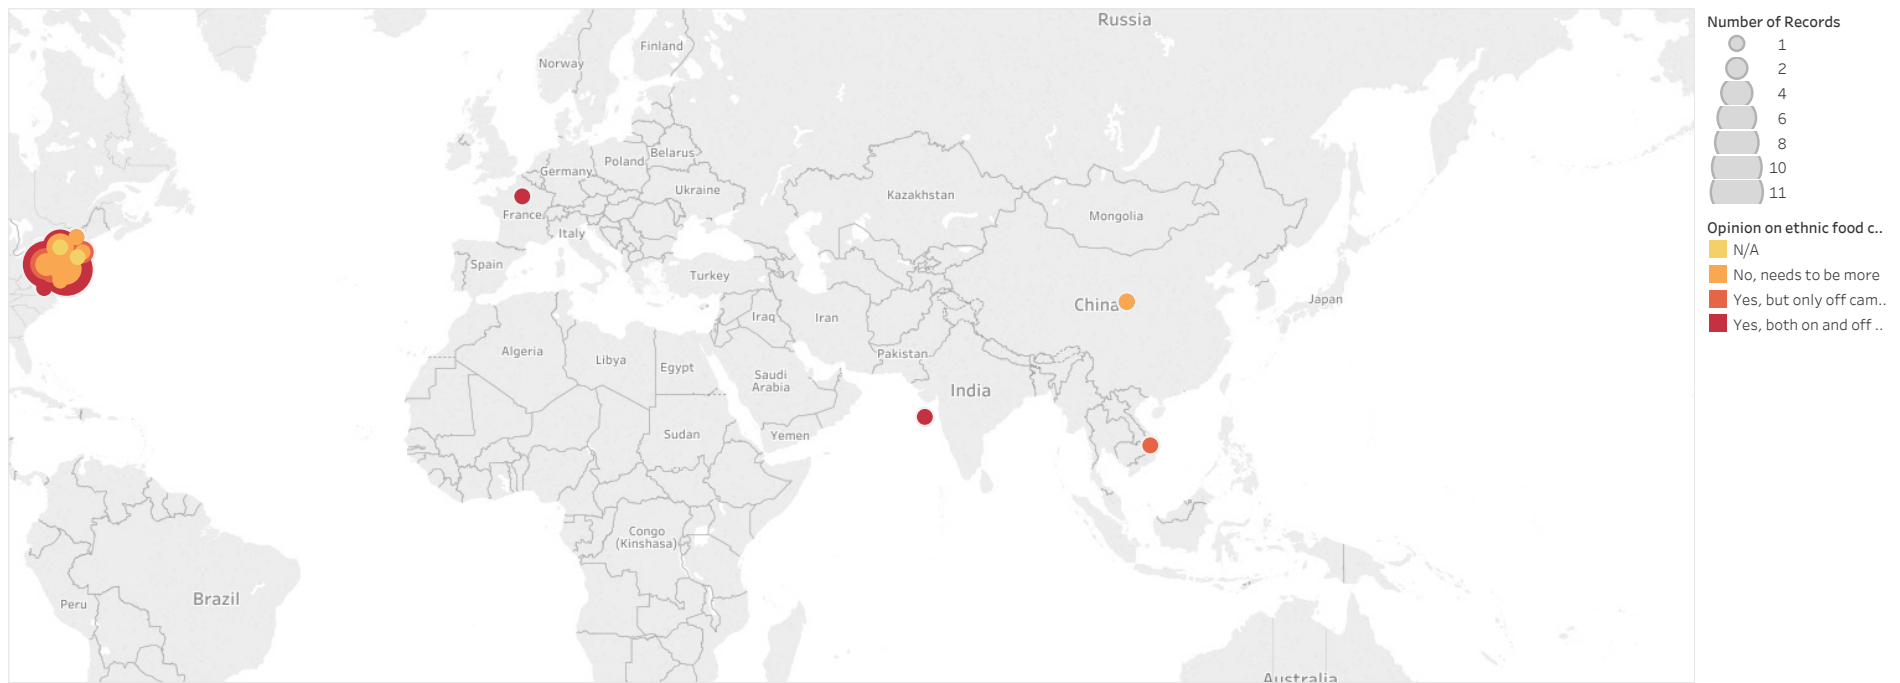 Russia
Finland
Norway
Belarus
Poland
Germany
Ukraine
Kazakhstan
France
Mongolia
Italy
Spain
Turkey
China
Japan
Iraq
Iran
Algeria
Libya
Egypt
Pakistan
Saudi
Arabia
India
Sudan
Yemen
Congo
(Kinshasa)
Brazil
Peru
Australia
Number of Records
1
2
4
6
8
10
11
Opinion on ethnic food c..
N/A
No, needs to be more
Yes, but only off cam..
Yes, both on and off ..